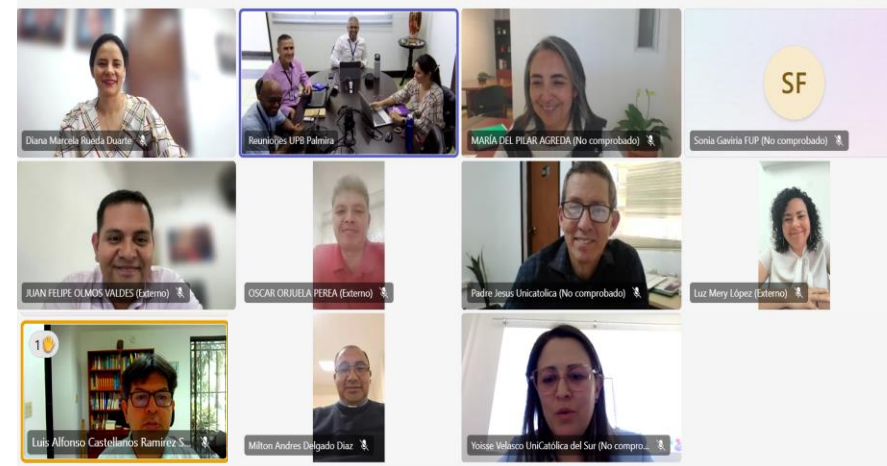 Diana Marcela Rueda Duarte
Reuniones UPB Palmira
MARÍA DEL PILAR AGREDA (No comprobado)
SF
Sonia Gaviria FUP (No comprobado)
JUAN FELIPE OLMOS VALDES (Externo)
OSCAR ORJUELA PEREA (Externo)
Padre Jesus Unicatolica (No comprobado)
Luz Mery López (Externo)
1
Luis Alfonso Castellanos Ramirez S...
Milton Andres Delgado Diaz
Yoisse Velasco UniCatólica del Sur (No compro...